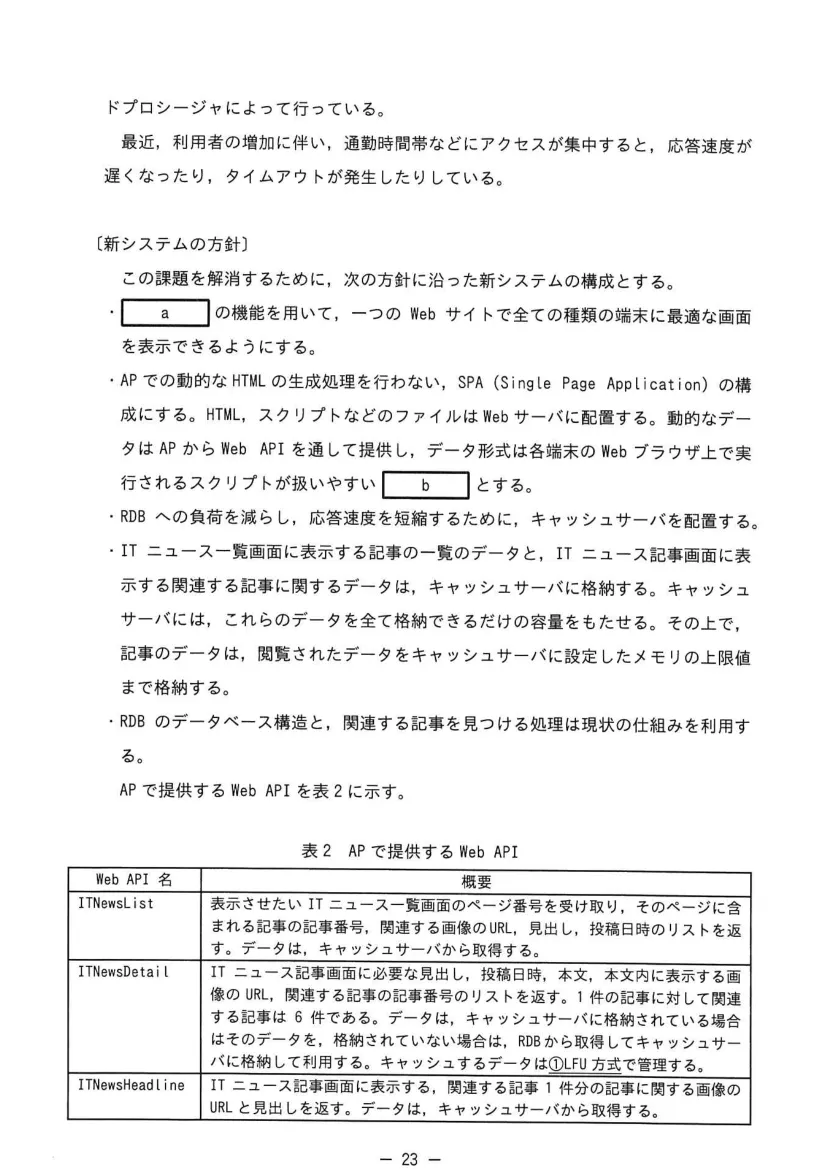 ドプロシージャによって行っている。
最近，利用者の増加に伴い，通勤時間帯などにアクセスが集中すると，応答速度が
遅くなったり，タイムアウトが発生したりしている。
〔新システムの方針〕
この課題を解消するために，次の方針に沿った新システムの構成とする。
・ a の機能を用いて，一つの Web サイトで全ての種類の端末に最適な画面
を表示できるようにする。
・AP での動的な HTML の生成処理を行わない，SPA (Single Page Application) の構
成にする。HTML，スクリプトなどのファイルは Web サーバに配置する。動的なデー
タは AP から Web API を通して提供し，データ形式は各端末の Web ブラウザ上で実
行されるスクリプトが扱いやすい b とする。
・RDB への負荷を減らし，応答速度を短縮するために，キャッシュサーバを配置する。
・IT ニュース一覧画面に表示する記事の一覧のデータと，IT ニュース記事画面に表
示する関連する記事に関するデータは，キャッシュサーバに格納する。キャッシュ
サーバには，これらのデータを全て格納できるだけの容量をもたせる。その上で，
記事のデータは，閲覧されたデータをキャッシュサーバに設定したメモリの上限値
まで格納する。
・RDB のデータベース構造と，関連する記事を見つける処理は現状の仕組みを利用す
る。
AP で提供する Web API を表 2 に示す。
表 2 AP で提供する Web API
Web API 名 概要
ITNewsList 表示させたい IT ニュース一覧画面のページ番号を受け取り，そのページに含
まれる記事の記事番号，関連する画像の URL，見出し，投稿日時のリストを返
す。データは，キャッシュサーバから取得する。
ITNewsDetail IT ニュース記事画面に必要な見出し，投稿日時，本文，本文内に表示する画
像の URL，関連する記事の記事番号のリストを返す。1 件の記事に対して関連
する記事は 6 件である。データは，キャッシュサーバに格納されている場合
はそのデータを，格納されていない場合は，RDB から取得してキャッシュサー
バに格納して利用する。キャッシュするデータは①LFU 方式で管理する。
ITNewsHeadline IT ニュース記事画面に表示する，関連する記事 1 件分の記事に関する画像の
URL と見出しを返す。データは，キャッシュサーバから取得する。
— 23 —